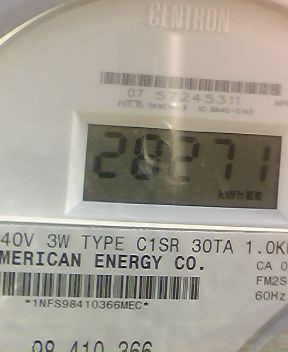 CENTRON
07 57245311
28271
kWh
40V 3W TYPE C1SR 30TA 1.0K
MERICAN ENERGY CO.
CA 0
FM2S
60Hz
*1NFS98410366MEC*
98 410 366